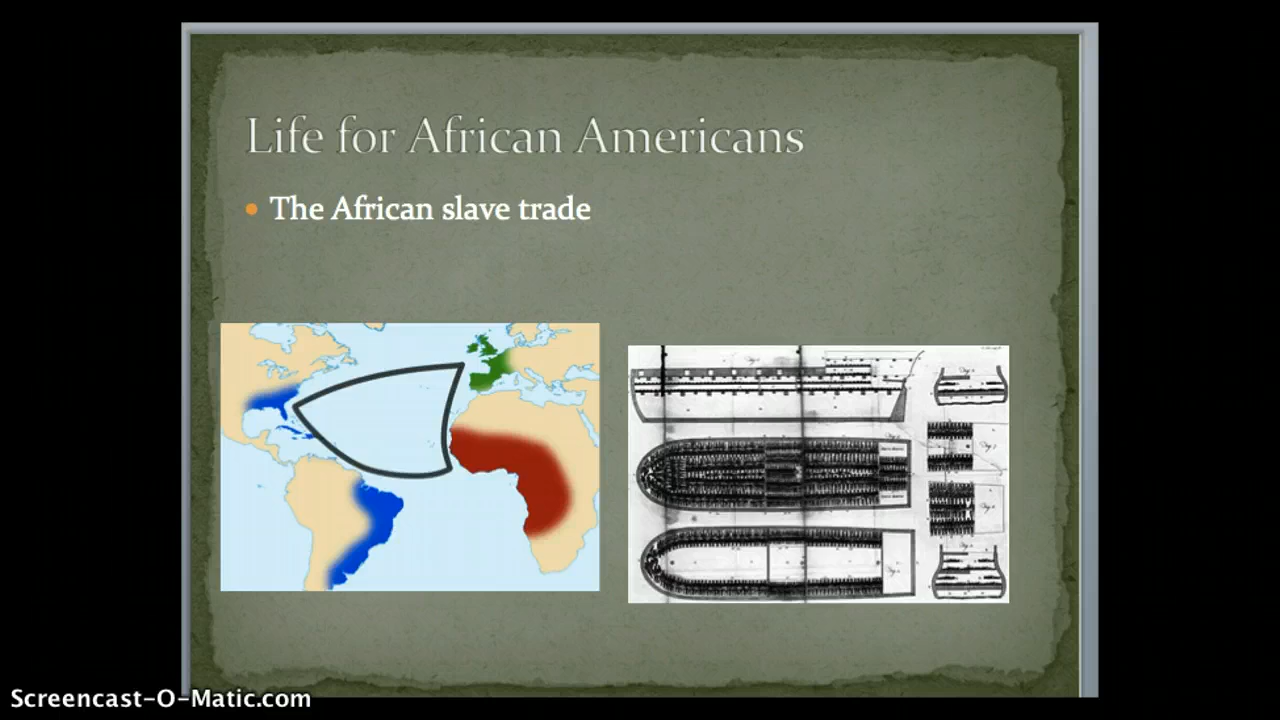 Life for African Americans
The African slave trade
Screencast-O-Matic.com